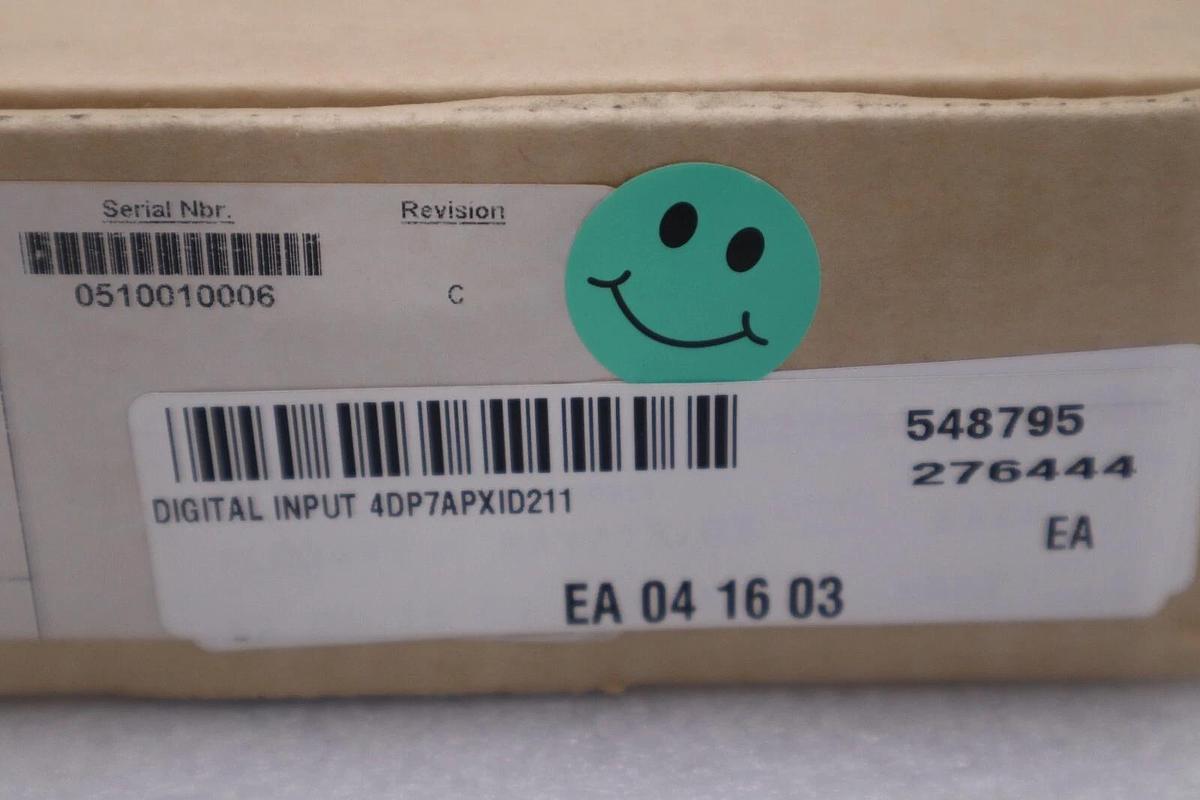 Serial Nbr. Revision
0510010006 C
548795
276444
DIGITAL INPUT 4DP7APXID211
EA
EA 04 16 03